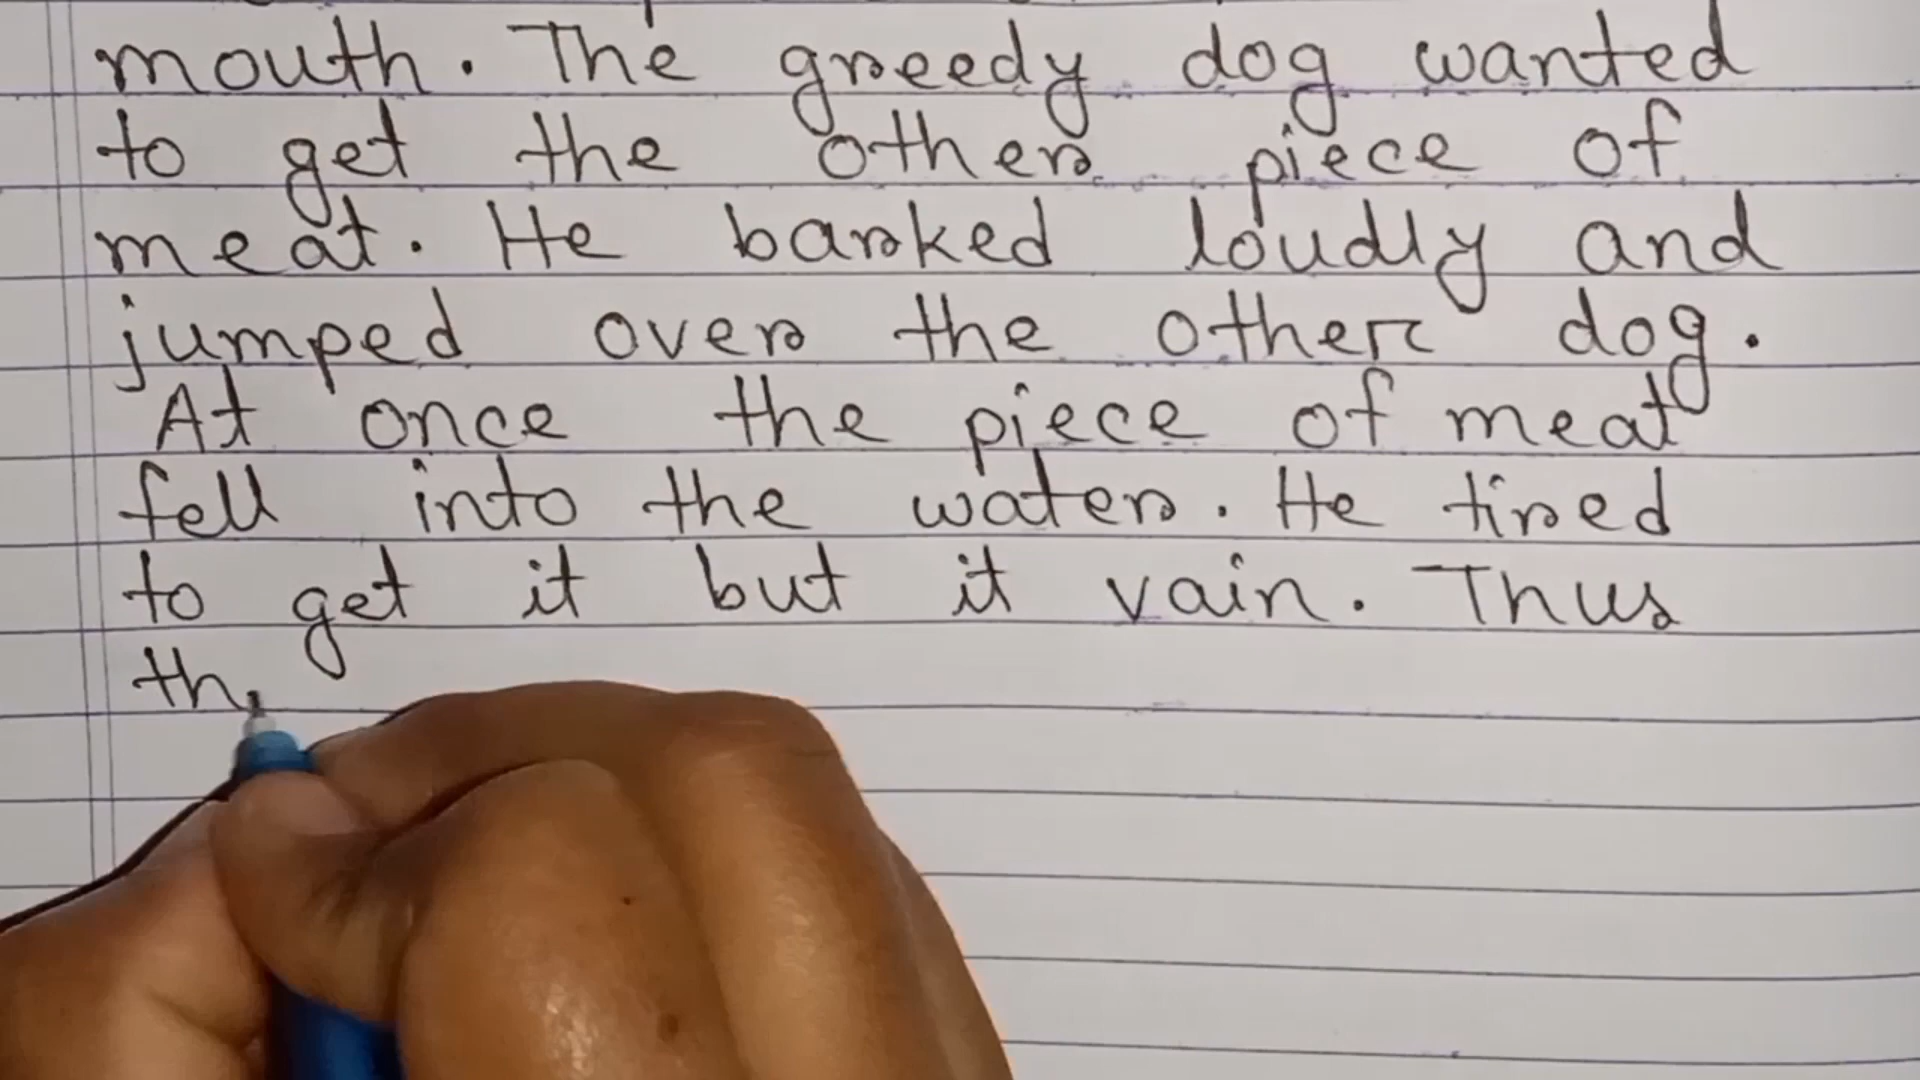 mouth. The greedy dog wanted
to get the other piece of
meat. He barked loudly and
jumped over the other dog.
At once the piece of meat
fell into the water. He tired
to get it but it vain. Thus
th